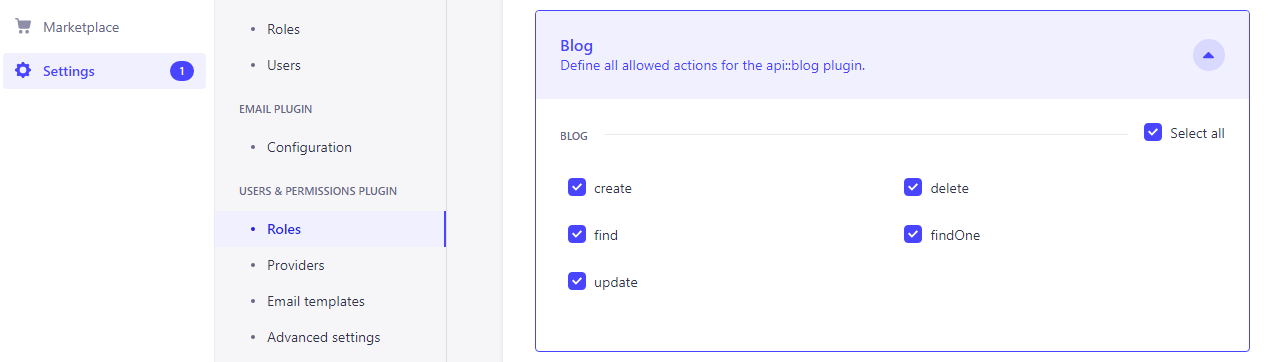 Marketplace
Settings
1
Roles
Users
EMAIL PLUGIN
Configuration
USERS & PERMISSIONS PLUGIN
Roles
Providers
Email templates
Advanced settings
Blog
Define all allowed actions for the api::blog plugin.
BLOG
Select all
create
delete
find
findOne
update